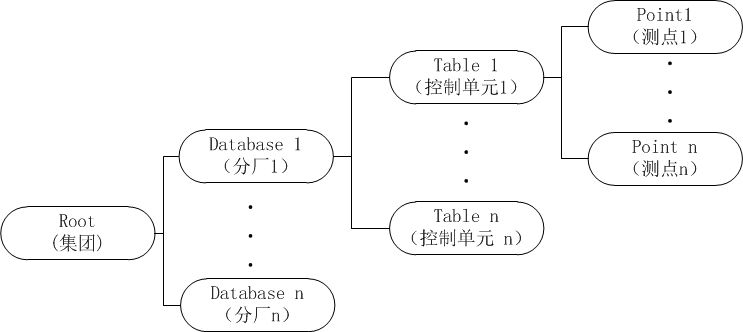 Root
(集团)
Database 1
(分厂1)
Database n
(分厂n)
Table 1
(控制单元1)
Table n
(控制单元 n)
Point1
(测点1)
Point n
(测点n)